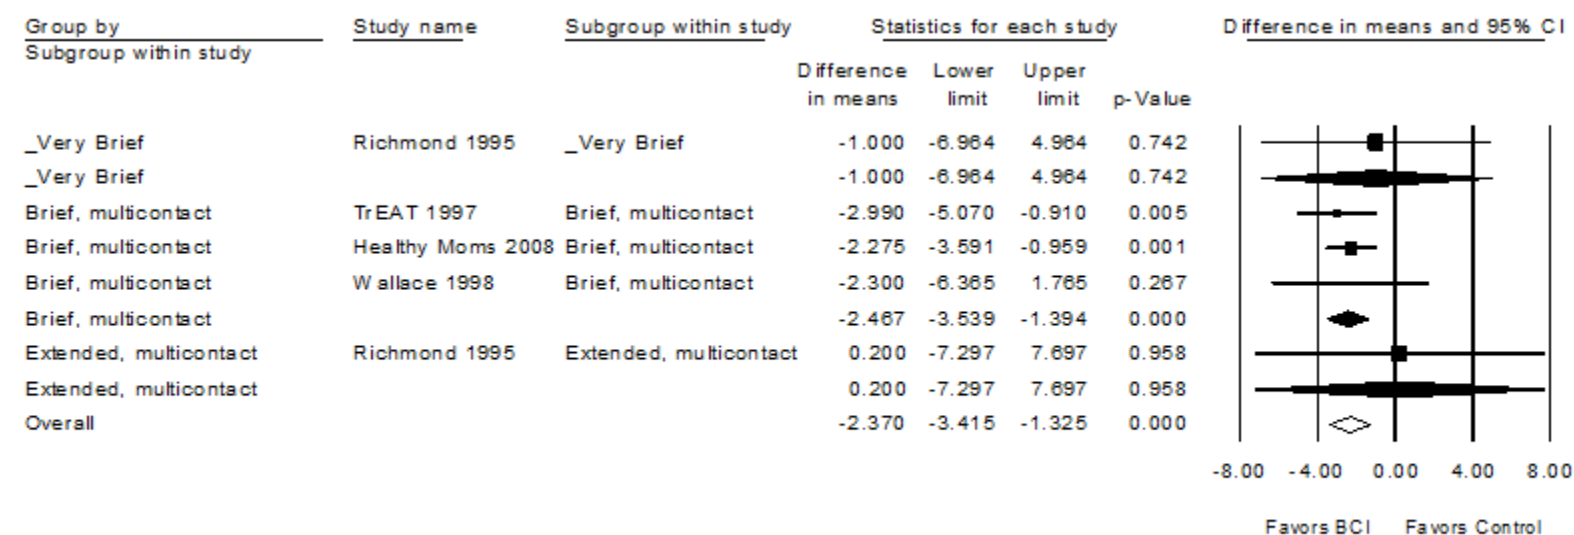 Group by Study name Subgroup within study Statistics for each study Difference in means and 95% CI
Subgroup within study
Difference Lower Upper
in means limit limit p-Value
_Very Brief Richmond 1995 _Very Brief -1.000 -6.964 4.964 0.742
_Very Brief -1.000 -6.964 4.964 0.742
Brief, multicontact TrEAT 1997 Brief, multicontact -2.990 -5.070 -0.910 0.005
Brief, multicontact Healthy Moms 2008 Brief, multicontact -2.275 -3.591 -0.959 0.001
Brief, multicontact Wallace 1998 Brief, multicontact -2.300 -6.365 1.765 0.267
Brief, multicontact -2.467 -3.539 -1.394 0.000
Extended, multicontact Richmond 1995 Extended, multicontact 0.200 -7.297 7.697 0.958
Extended, multicontact 0.200 -7.297 7.697 0.958
Overall -2.370 -3.415 -1.325 0.000
-8.00 -4.00 0.00 4.00 8.00
Favors BCI Favors Control